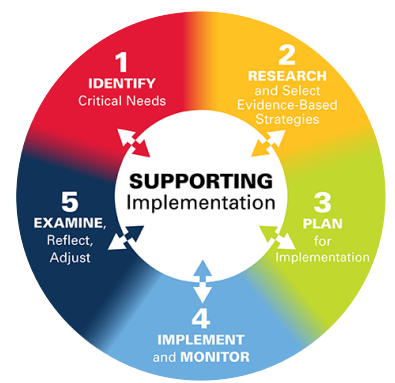 1
IDENTIFY
Critical Needs
2
RESEARCH
and Select
Evidence-Based
Strategies
3
PLAN
for
Implementation
4
IMPLEMENT
and MONITOR
5
EXAMINE,
Reflect,
Adjust
SUPPORTING
Implementation